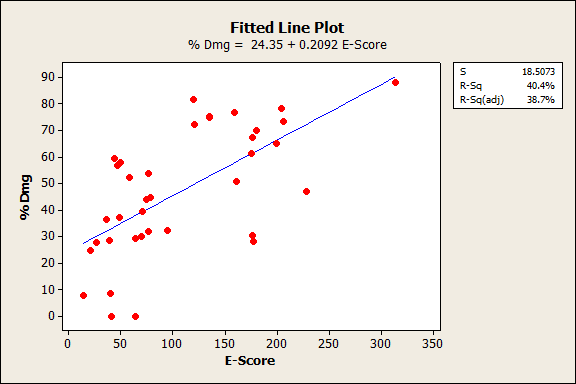 Fitted Line Plot
% Dmg = 24.35 + 0.2092 E-Score
S 18.5073
R-Sq 40.4%
R-Sq(adj) 38.7%
90
80
70
60
50
40
30
20
10
0
% Dmg
0 50 100 150 200 250 300 350
E-Score